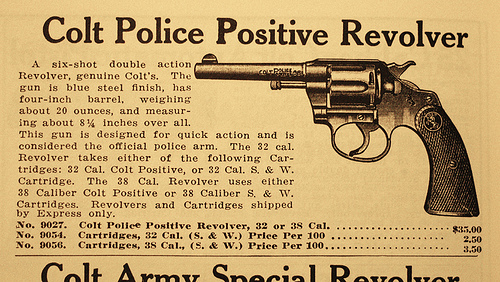 Colt Police Positive Revolver
A six-shot double action
Revolver, genuine Colt's. The
gun is blue steel finish, has
four-inch barrel, weighing
about 20 ounces, and measur-
ing about 8¼ inches over all.
This gun is designed for quick action and is
considered the official police arm. The 32 cal.
Revolver takes either of the following Car-
tridges: 32 Cal. Colt Positive, or 32 Cal. S. & W.
Cartridge. The 38 Cal. Revolver uses either
38 Caliber Colt Positive or 38 Caliber S. & W.
Cartridges. Revolvers and Cartridges shipped
by Express only.
No. 9027. Colt Police Positive Revolver, 32 or 38 Cal. .............................. $35.00
No. 9054. Cartridges, 32 Cal. (S. & W.) Price Per 100 .............................. 2.50
No. 9056. Cartridges, 38 Cal., (S. & W.) Price Per 100.............................. 3.50
Colt Army Special Revolver